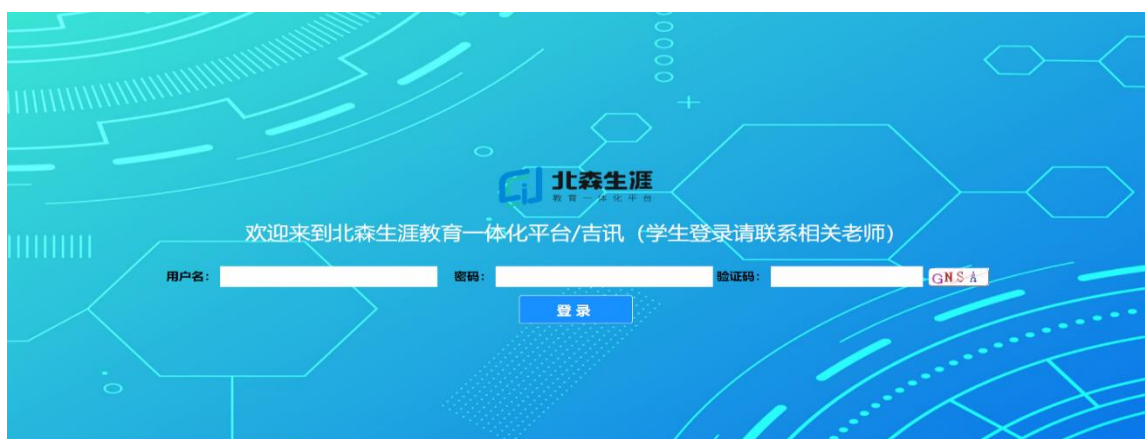 北森生涯
教育一体化平台
欢迎来到北森生涯教育一体化平台/吉讯（学生登录请联系相关老师）
用户名： 密码： 验证码： GNSA
登录